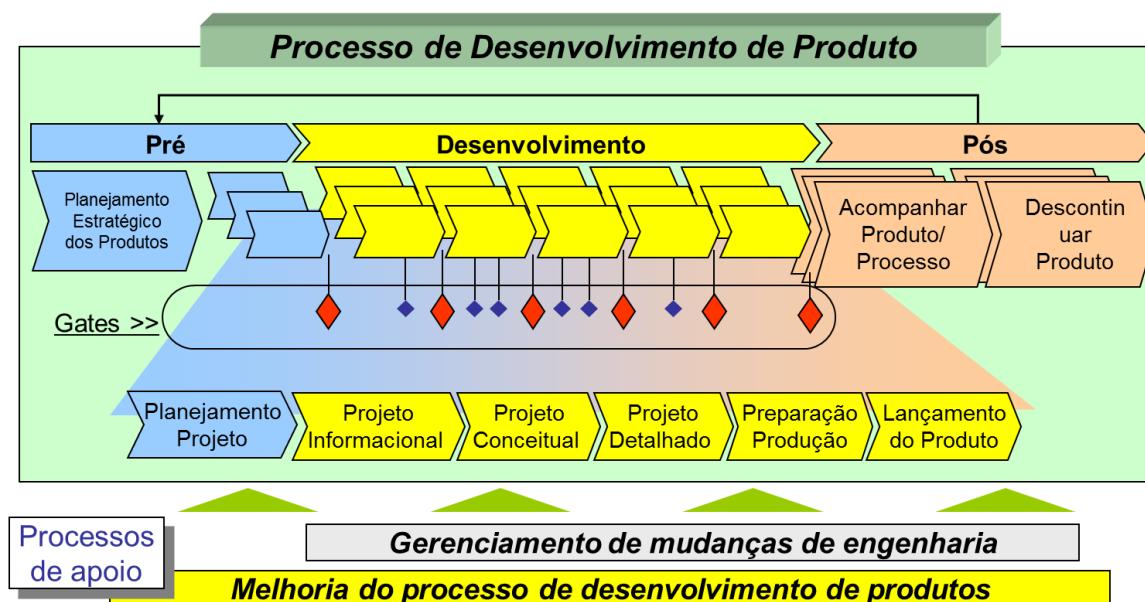 Processo de Desenvolvimento de Produto
Pré
Desenvolvimento
Pós
Planejamento
Estratégico
dos Produtos
Acompanhar
Produto/
Processo
Descontin
uar
Produto
Gates >>
Planejamento
Projeto
Projeto
Informacional
Projeto
Conceitual
Projeto
Detalhado
Preparação
Produção
Lançamento
do Produto
Processos
de apoio
Gerenciamento de mudanças de engenharia
Melhoria do processo de desenvolvimento de produtos